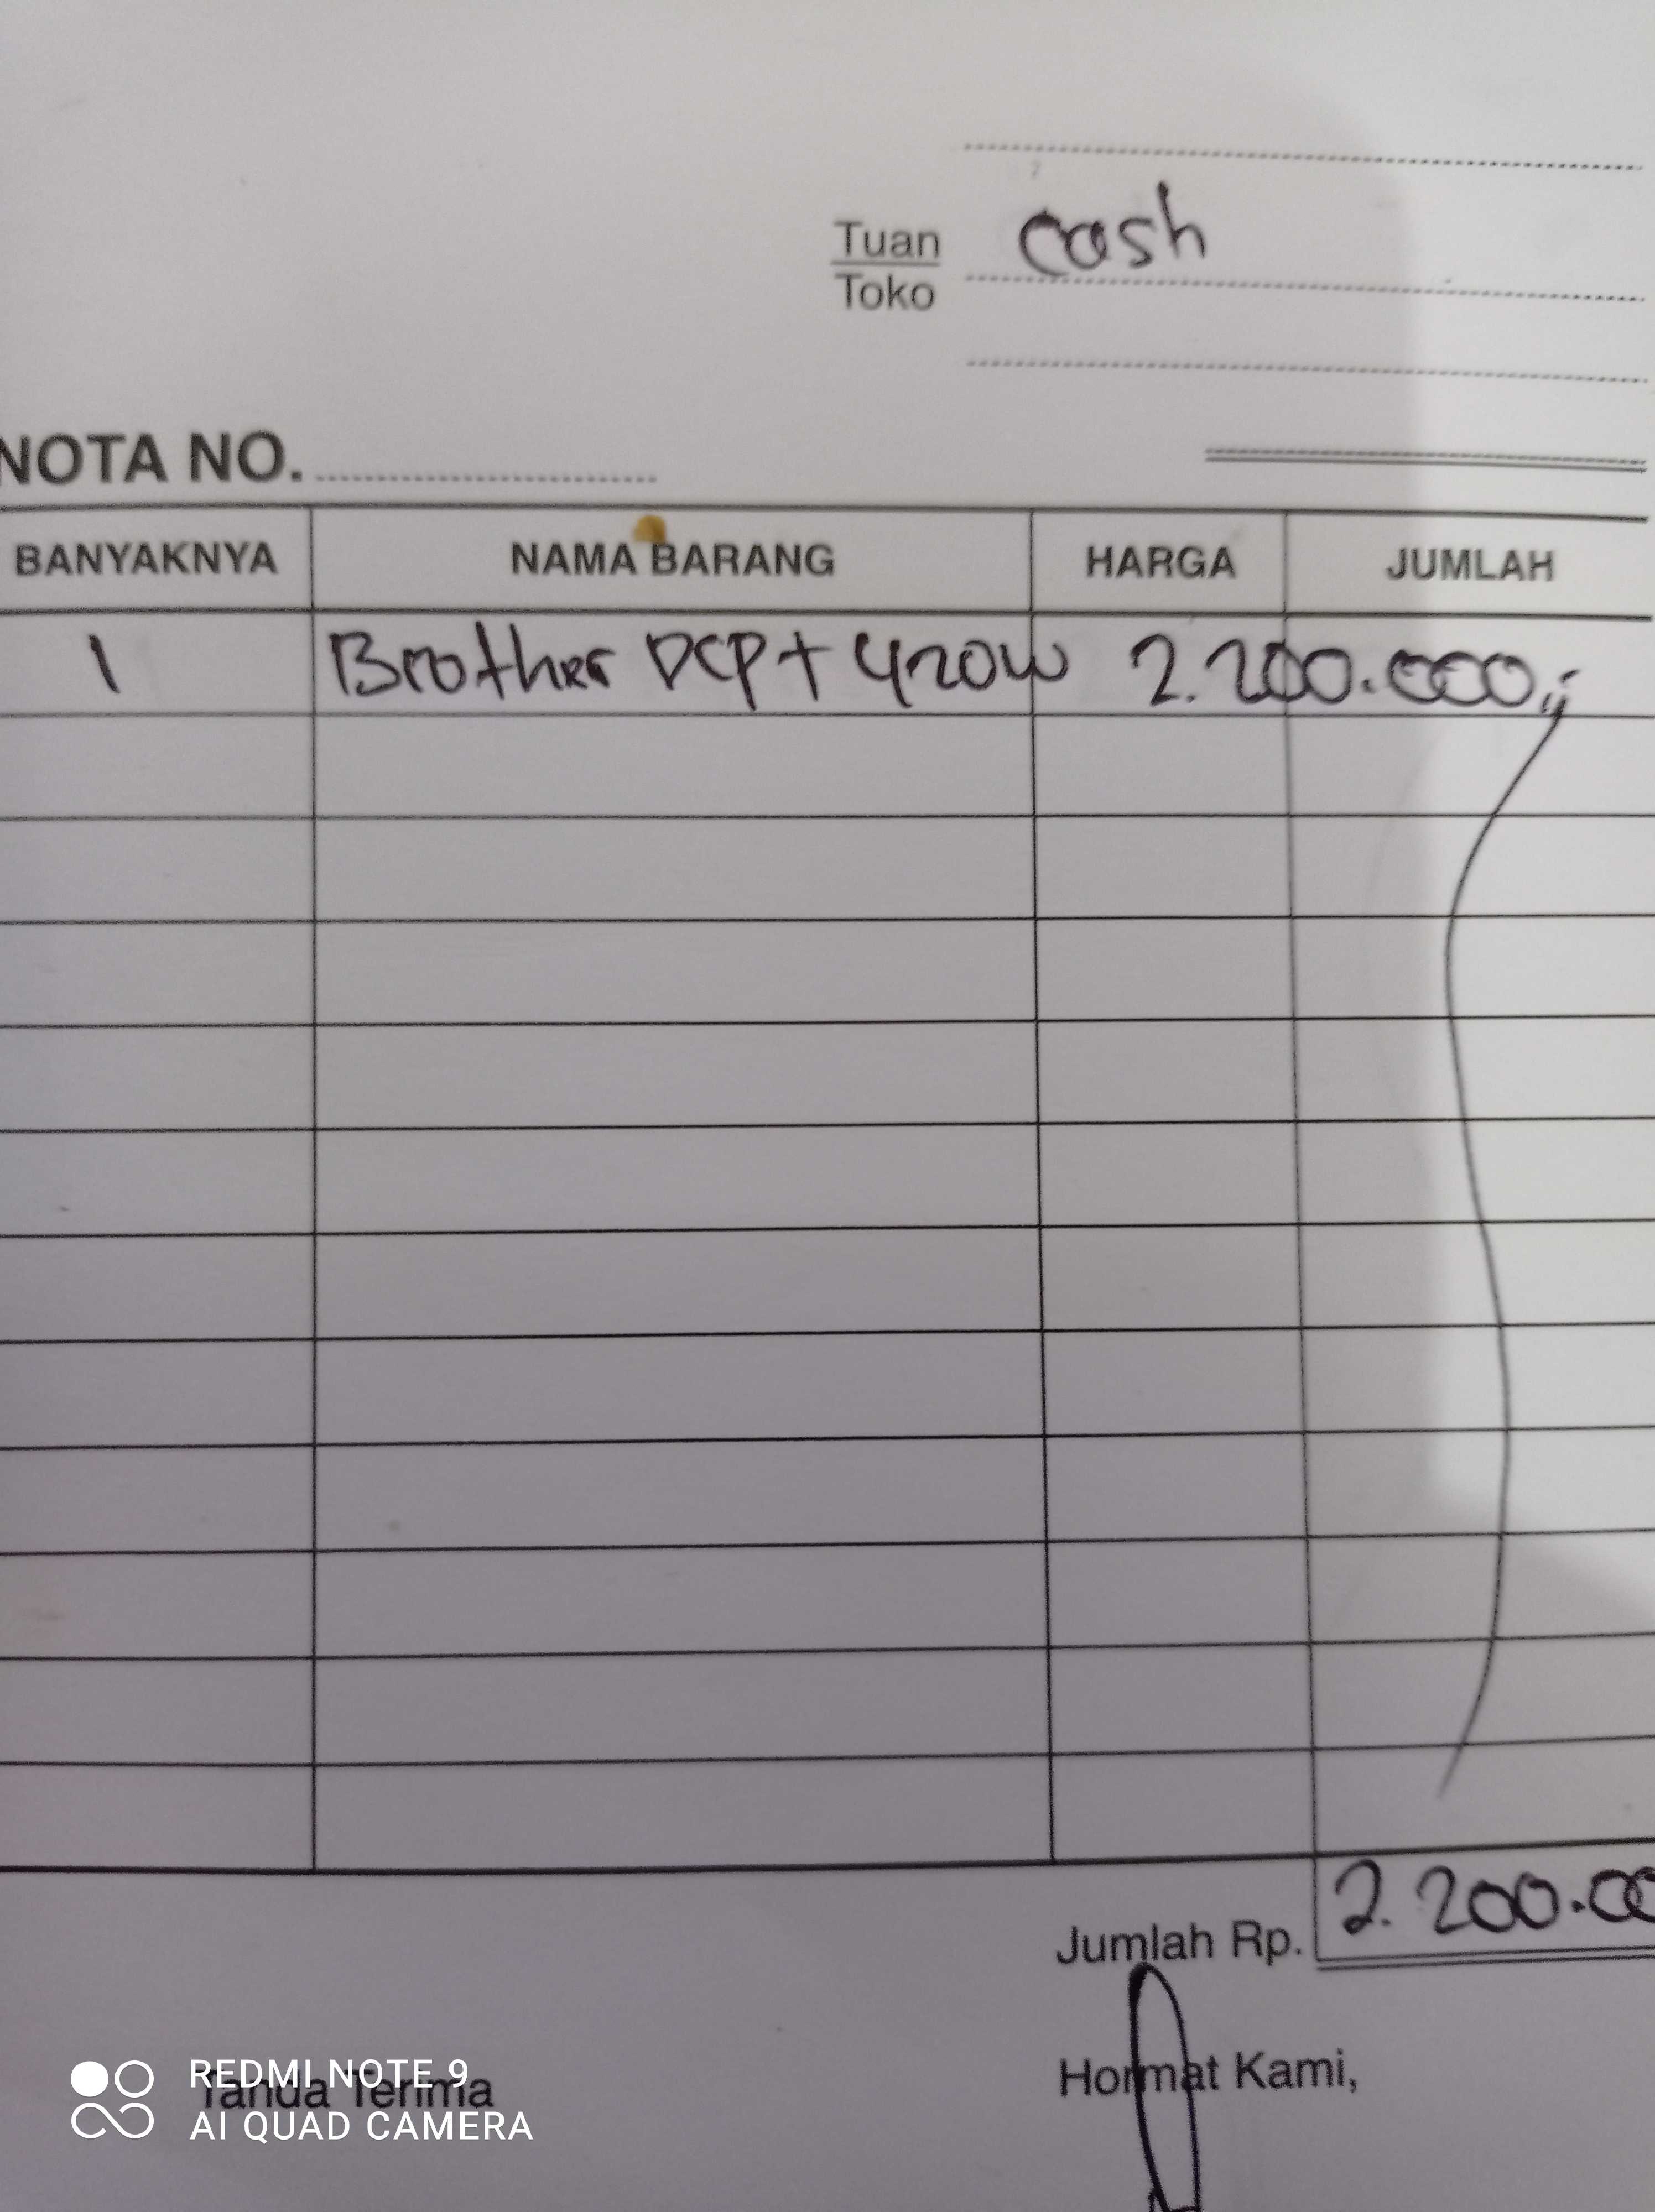 Tuan cash
Toko
NOTA NO.
BANYAKNYA NAMA BARANG HARGA JUMLAH
1 Brother DCP T 420W 2.200.000,-
Jumlah Rp. 2.200.00
Tanda Terima Hormat Kami,
REDMI NOTE 9
AI QUAD CAMERA